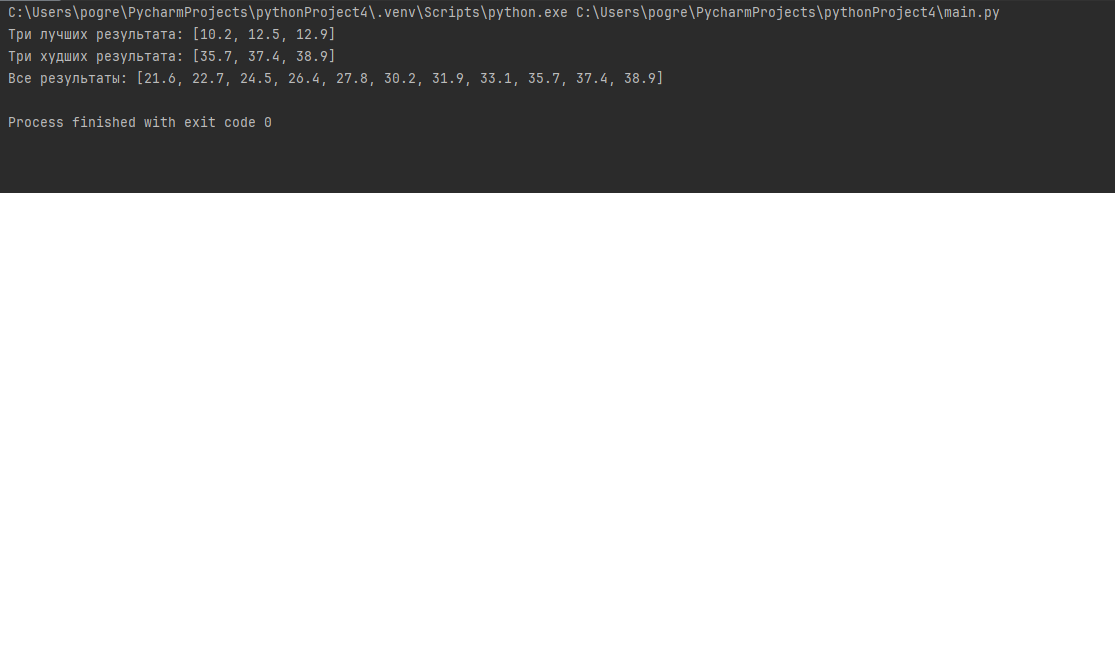 C:\Users\pogre\PycharmProjects\pythonProject4\.venv\Scripts\python.exe C:\Users\pogre\PycharmProjects\pythonProject4\main.py
Три лучших результата: [10.2, 12.5, 12.9]
Три худших результата: [35.7, 37.4, 38.9]
Все результаты: [21.6, 22.7, 24.5, 26.4, 27.8, 30.2, 31.9, 33.1, 35.7, 37.4, 38.9]
Process finished with exit code 0